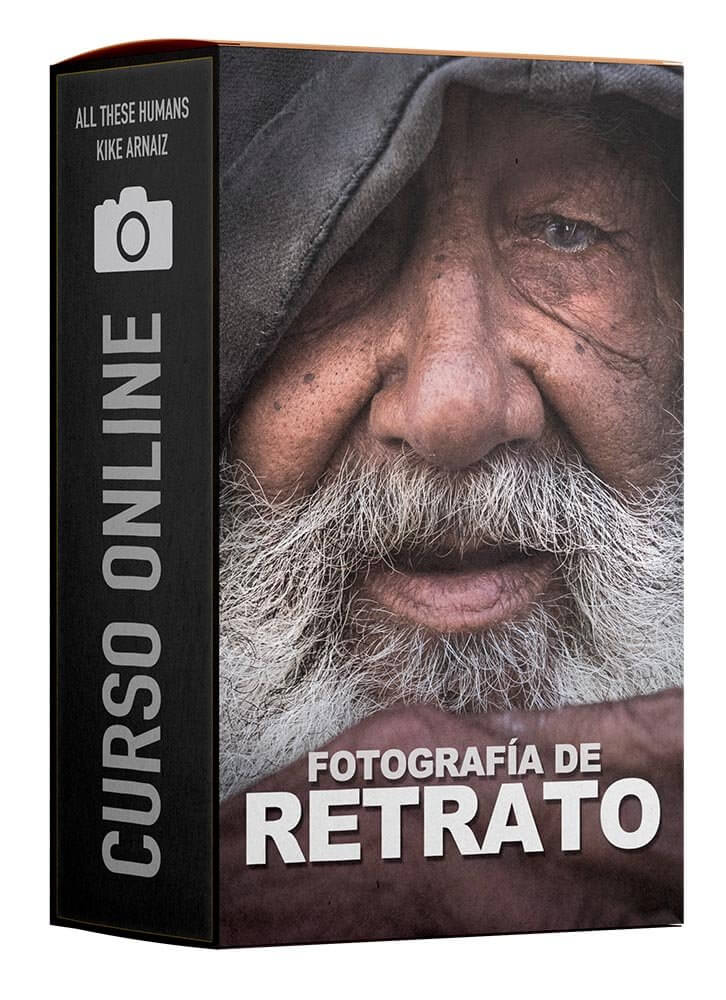 ALL THESE HUMANS
KIKE ARNAIZ
CURSO ONLINE
FOTOGRAFÍA DE
RETRATO